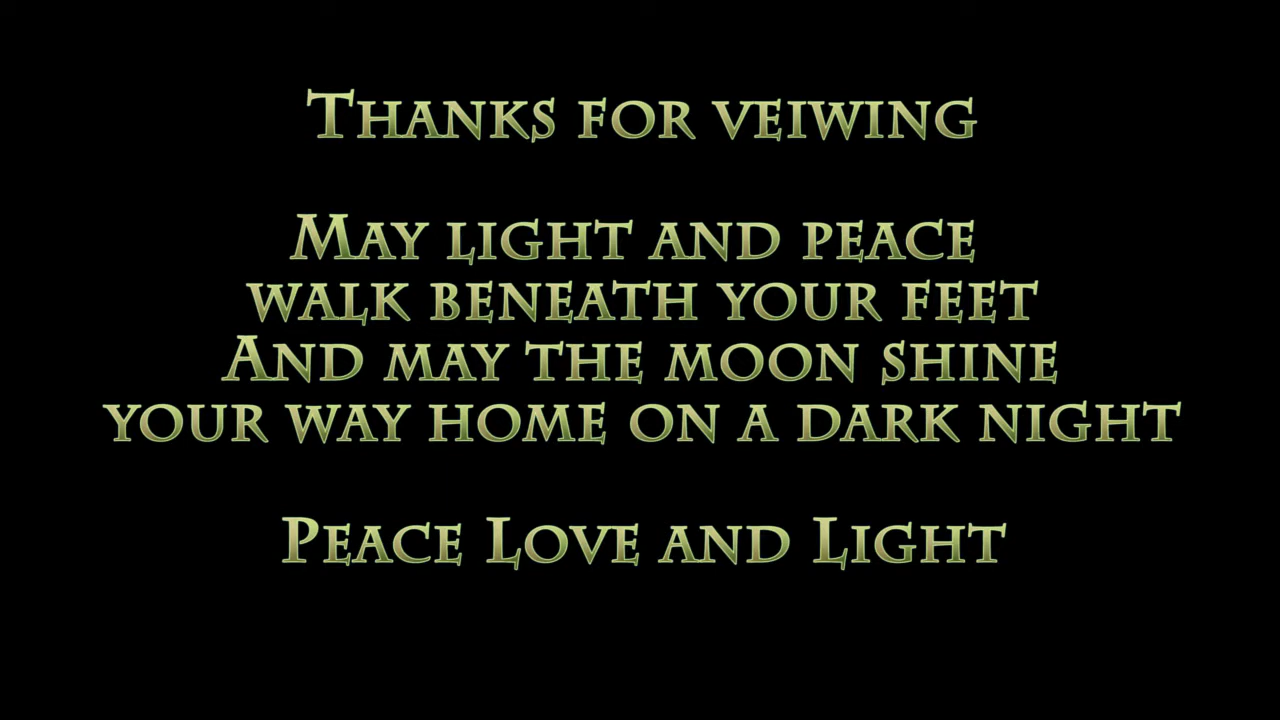 Thanks for veiwing
May light and peace
walk beneath your feet
And may the moon shine
your way home on a dark night
Peace Love and Light